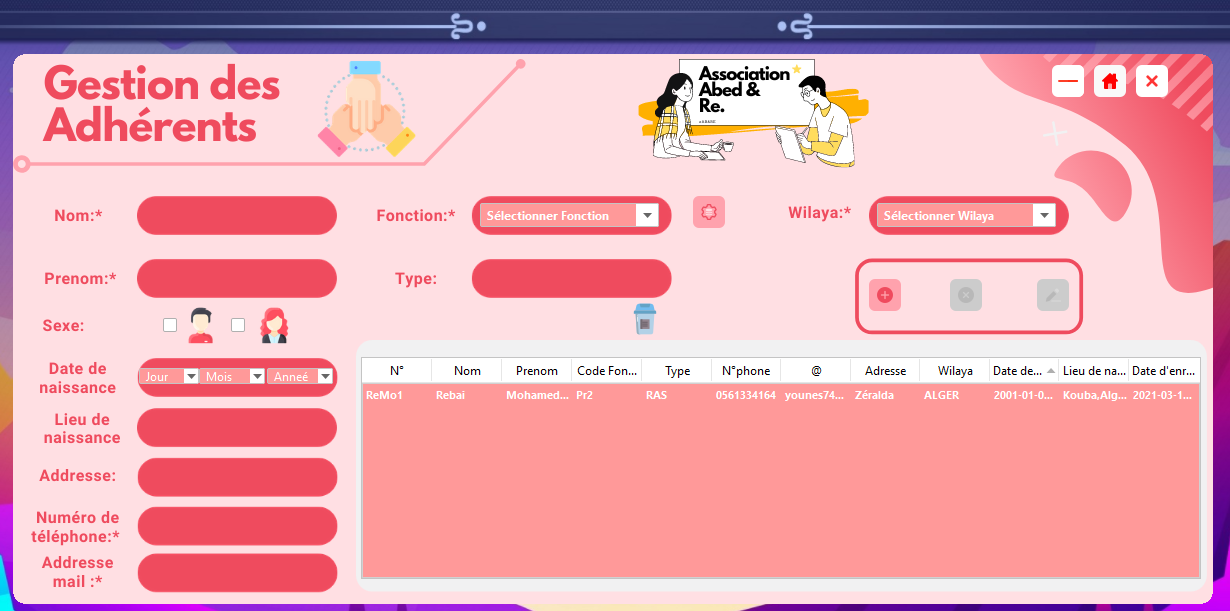 Gestion des
Adhérents
Association
Abed &
Re.
Nom:*
Fonction:*
Sélectionner Fonction
Wilaya:*
Sélectionner Wilaya
Prenom:*
Type:
Sexe:
Date de
naissance
Jour
Mois
Anneé
Lieu de
naissance
Addresse:
Numéro de
téléphone:*
Addresse
mail :*
N° Nom Prenom Code Fon... Type N°phone @ Adresse Wilaya Date de... Lieu de na... Date d'enr...
ReMo1 Rebai Mohamed... Pr2 RAS 0561334164 younes74... Zéralda ALGER 2001-01-0... Kouba,Alg... 2021-03-1...